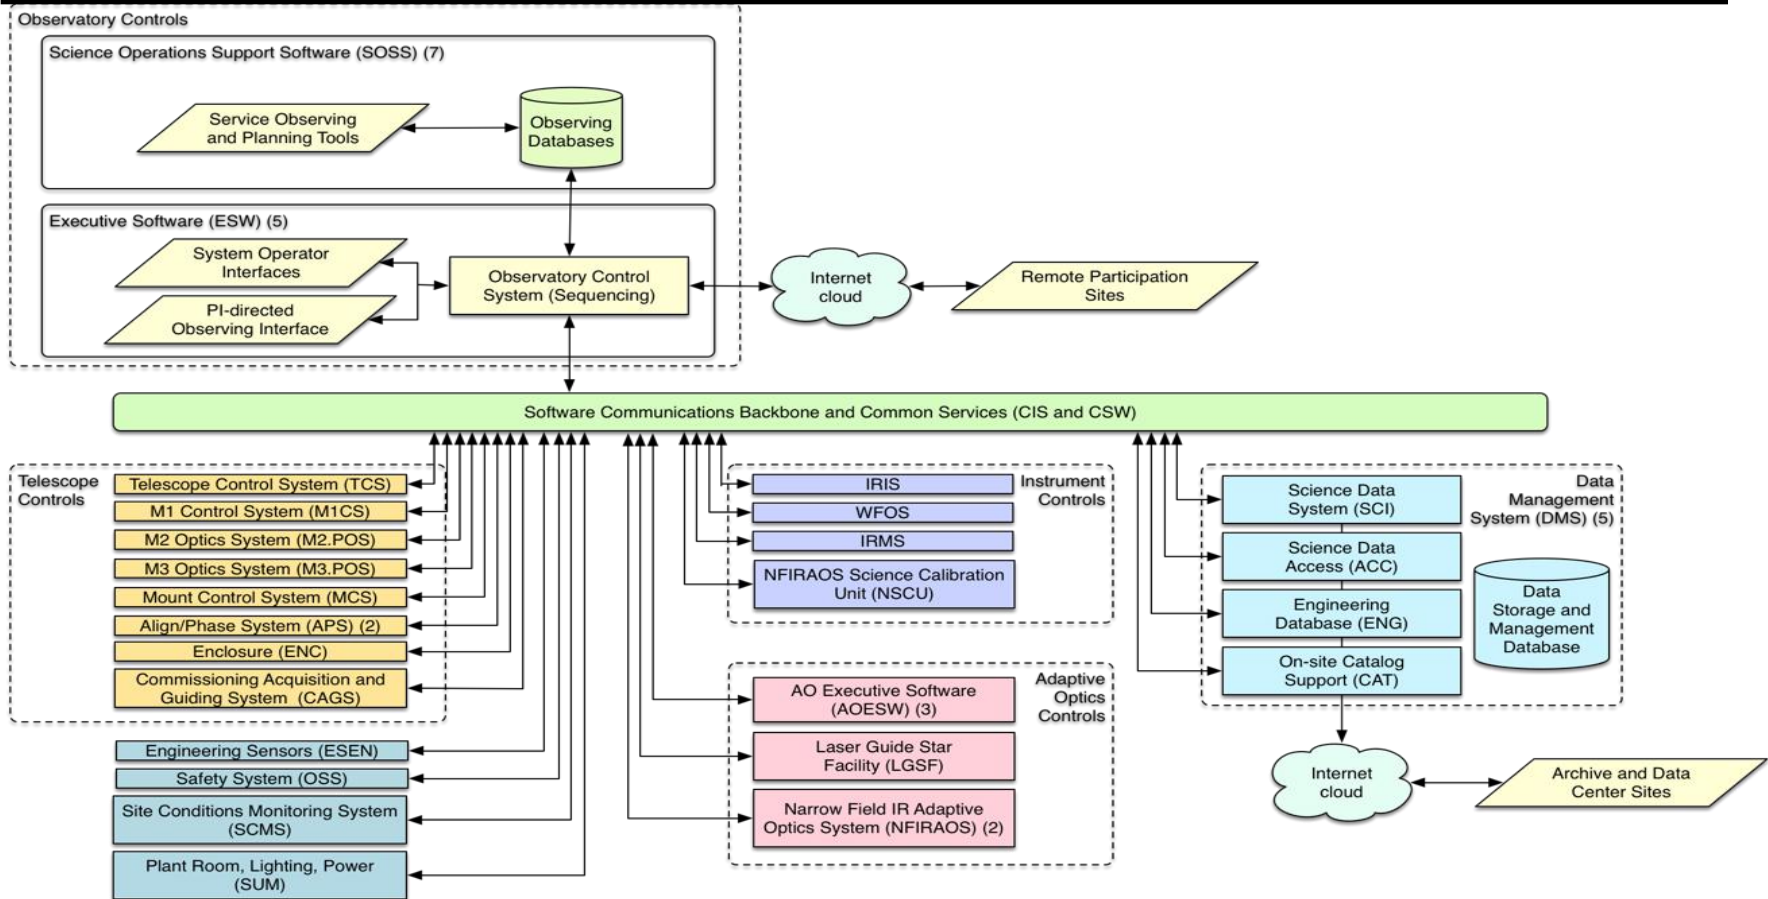 Observatory Controls
Science Operations Support Software (SOSS) (7)
Service Observing
and Planning Tools
Observing
Databases
Executive Software (ESW) (5)
System Operator
Interfaces
PI-directed
Observing Interface
Observatory Control
System (Sequencing)
Internet
cloud
Remote Participation
Sites
Software Communications Backbone and Common Services (CIS and CSW)
Telescope
Controls
Telescope Control System (TCS)
M1 Control System (M1CS)
M2 Optics System (M2.POS)
M3 Optics System (M3.POS)
Mount Control System (MCS)
Align/Phase System (APS) (2)
Enclosure (ENC)
Commissioning Acquisition and
Guiding System (CAGS)
Engineering Sensors (ESEN)
Safety System (OSS)
Site Conditions Monitoring System
(SCMS)
Plant Room, Lighting, Power
(SUM)
Instrument
Controls
IRIS
WFOS
IRMS
NFIRAOS Science Calibration
Unit (NSCU)
Adaptive
Optics
Controls
AO Executive Software
(AOESW) (3)
Laser Guide Star
Facility (LGSF)
Narrow Field IR Adaptive
Optics System (NFIRAOS) (2)
Data
Management
System (DMS) (5)
Science Data
System (SCI)
Science Data
Access (ACC)
Engineering
Database (ENG)
On-site Catalog
Support (CAT)
Data
Storage and
Management
Database
Internet
cloud
Archive and Data
Center Sites